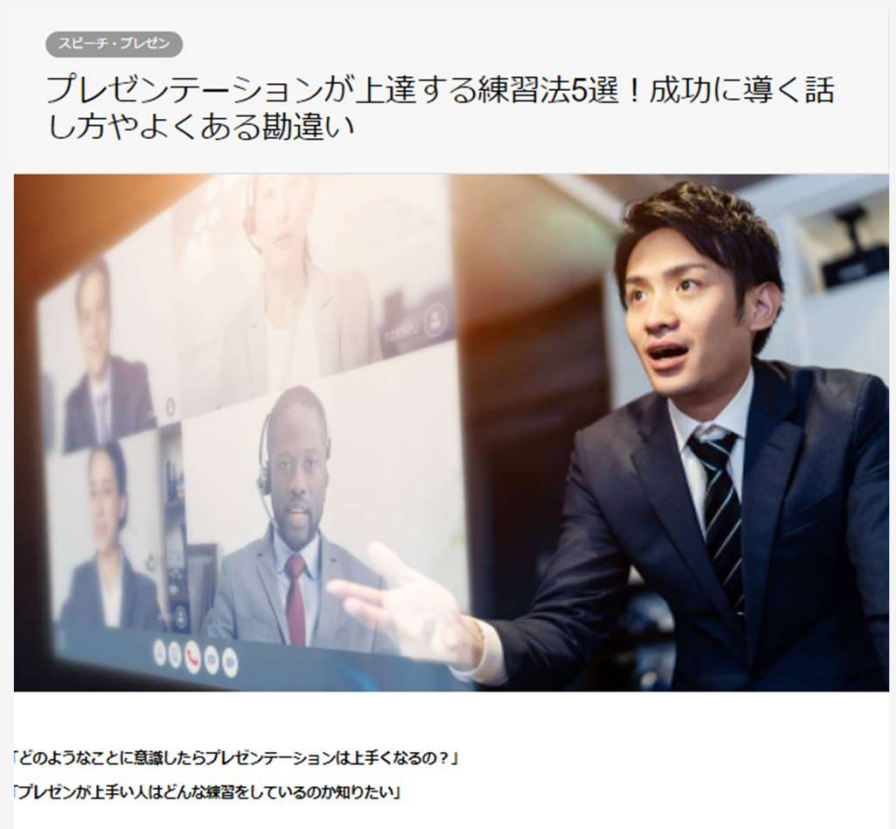 スピーチ・プレゼン
プレゼンテーションが上達する練習法5選！成功に導く話
し方やよくある勘違い
「どのようなことに意識したらプレゼンテーションは上手くなるの？」
「プレゼンが上手い人はどんな練習をしているのか知りたい」